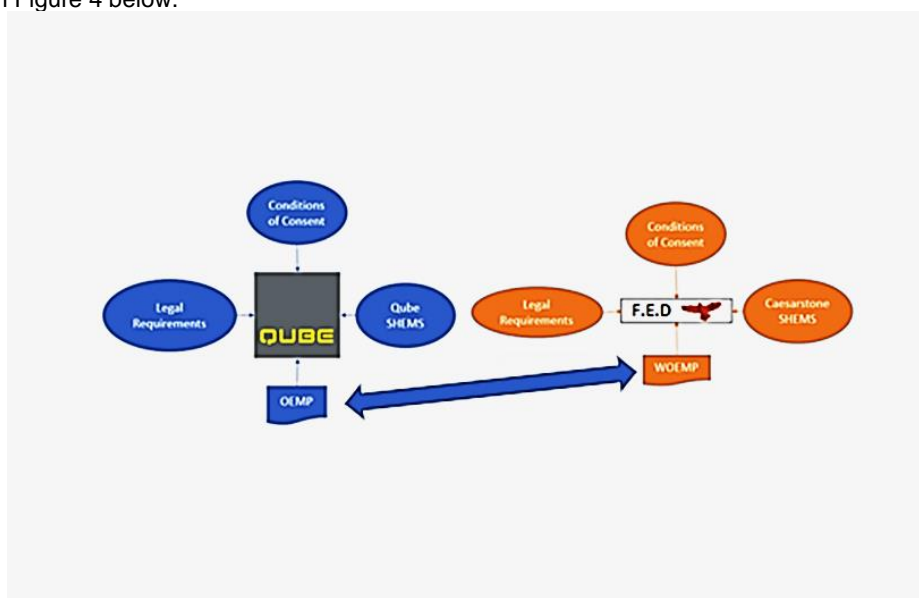 Figure 4 below.
Conditions
of Consent
Legal
Requirements
QUBE
Qube
SHEMS
OEMP
Conditions
of Consent
Legal
Requirements
F.E.D
Caesarstone
SHEMS
WOEMP